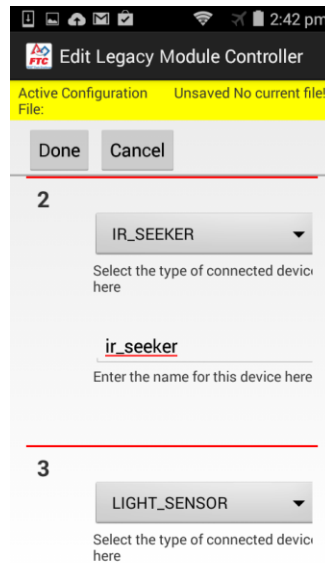 2:42 pm
FTC Edit Legacy Module Controller
Active Configuration Unsaved No current file!
File:
Done Cancel
2
IR_SEEKER
Select the type of connected devic
here
ir_seeker
Enter the name for this device here
3
LIGHT_SENSOR
Select the type of connected devic
here